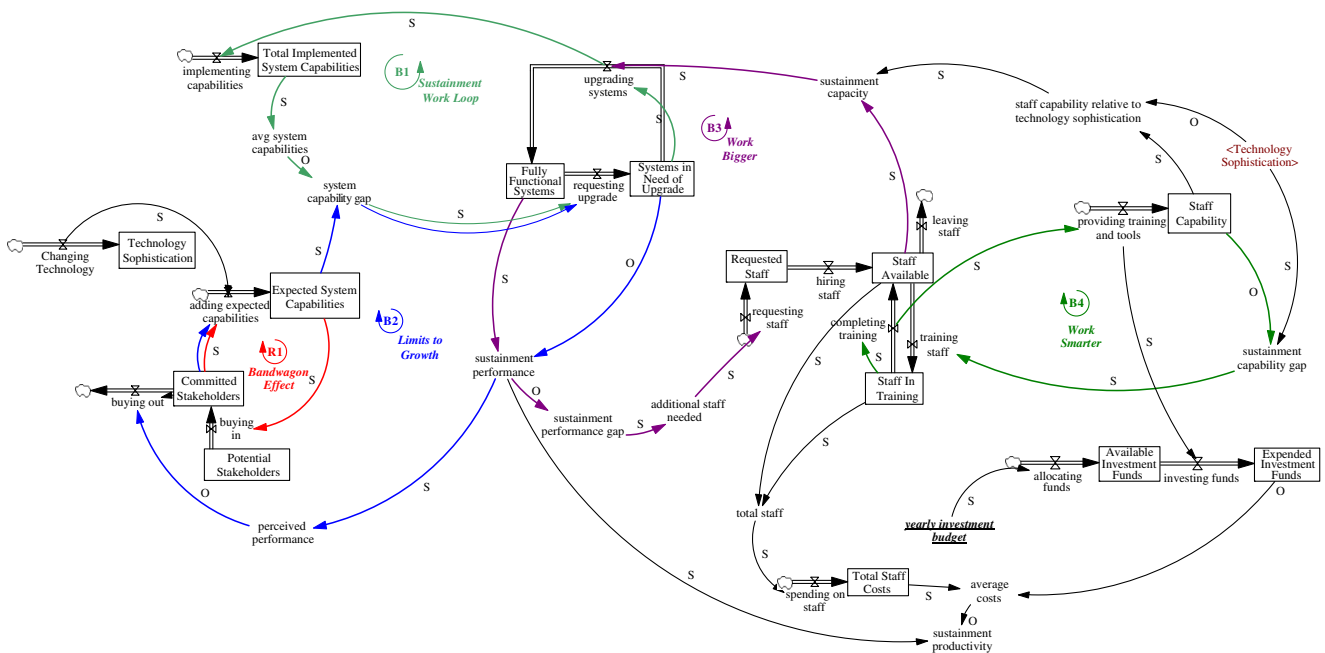 S
Total Implemented
System Capabilities
implementing
capabilities
B1
Sustainment
Work Loop
S
upgrading
systems
S
sustainment
capacity
S
staff capability relative to
technology sophistication
O
<Technology
Sophistication>
S
avg system
capabilities
O
S
B3
Work
Bigger
Fully
Functional
Systems
requesting
upgrade
Systems in
Need of
Upgrade
system
capability gap
S
S
S
Staff
Capability
providing training
and tools
leaving
staff
S
Changing
Technology
Technology
Sophistication
S
adding expected
capabilities
Expected System
Capabilities
S
O
Requested
Staff
hiring
staff
Staff
Available
S
S
O
B2
Limits to
Growth
R1
Bandwagon
Effect
S
S
requesting
staff
completing
training
training
staff
S
S
B4
Work
Smarter
S
sustainment
capability gap
sustainment
performance
Committed
Stakeholders
buying out
buying
in
Potential
Stakeholders
O
S
sustainment
performance gap
S
additional staff
needed
Staff In
Training
S
S
Available
Investment
Funds
Expended
Investment
Funds
allocating
funds
investing funds
O
S
O
S
yearly investment
budget
perceived
performance
total staff
S
S
spending on
staff
Total Staff
Costs
S
average
costs
O
sustainment
productivity